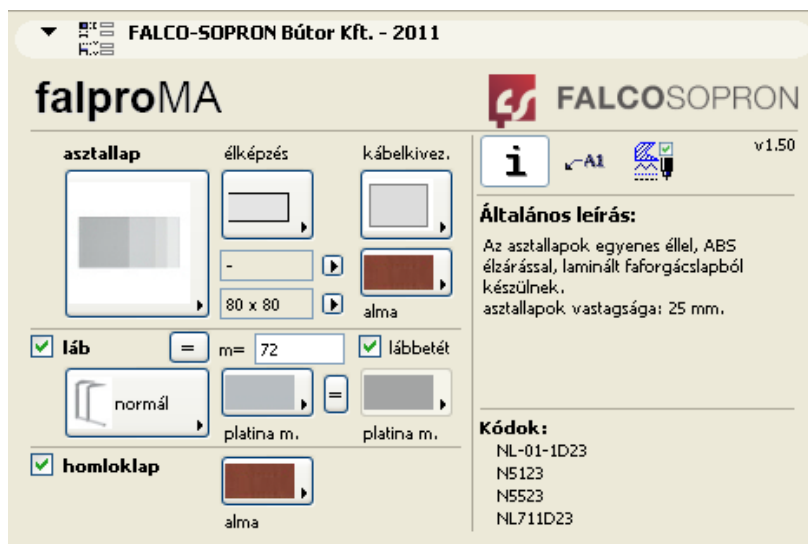 FALCO-SOPRON Bútor Kft. - 2011
falproMA
FALCOSOPRON
asztallap
élképzés
kábelkivez.
-
80 x 80
alma
láb
=
m=
72
lábbetét
normál
=
platina m.
platina m.
homloklap
alma
i
A1
v1.50
Általános leírás:
Az asztallapok egyenes éllel, ABS
élzárással, laminált faforgácslapból
készülnek.
asztallapok vastagsága: 25 mm.
Kódok:
NL-01-1D23
N5123
N5523
NL711D23